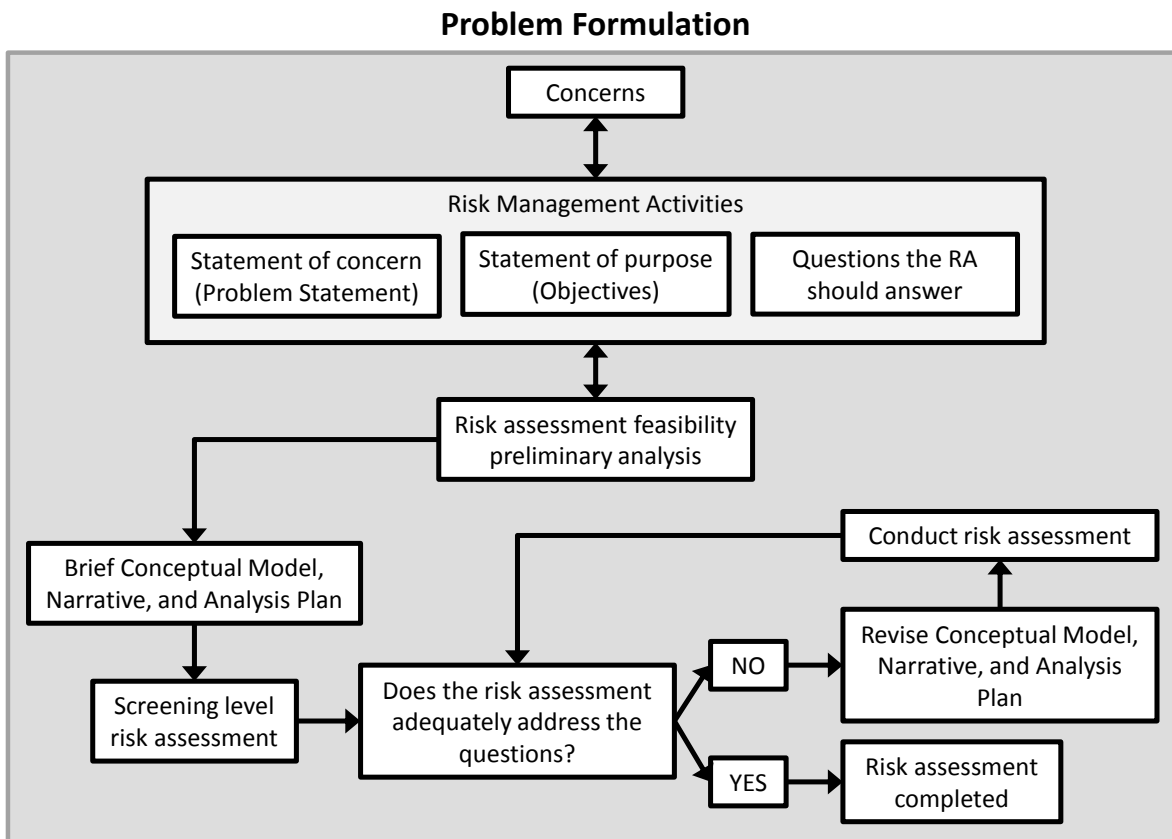 Problem Formulation
Concerns
Risk Management Activities
Statement of concern
(Problem Statement)
Statement of purpose
(Objectives)
Questions the RA
should answer
Risk assessment feasibility
preliminary analysis
Brief Conceptual Model,
Narrative, and Analysis Plan
Screening level
risk assessment
Does the risk assessment
adequately address the
questions?
NO
YES
Revise Conceptual Model,
Narrative, and Analysis
Plan
Conduct risk assessment
Risk assessment
completed